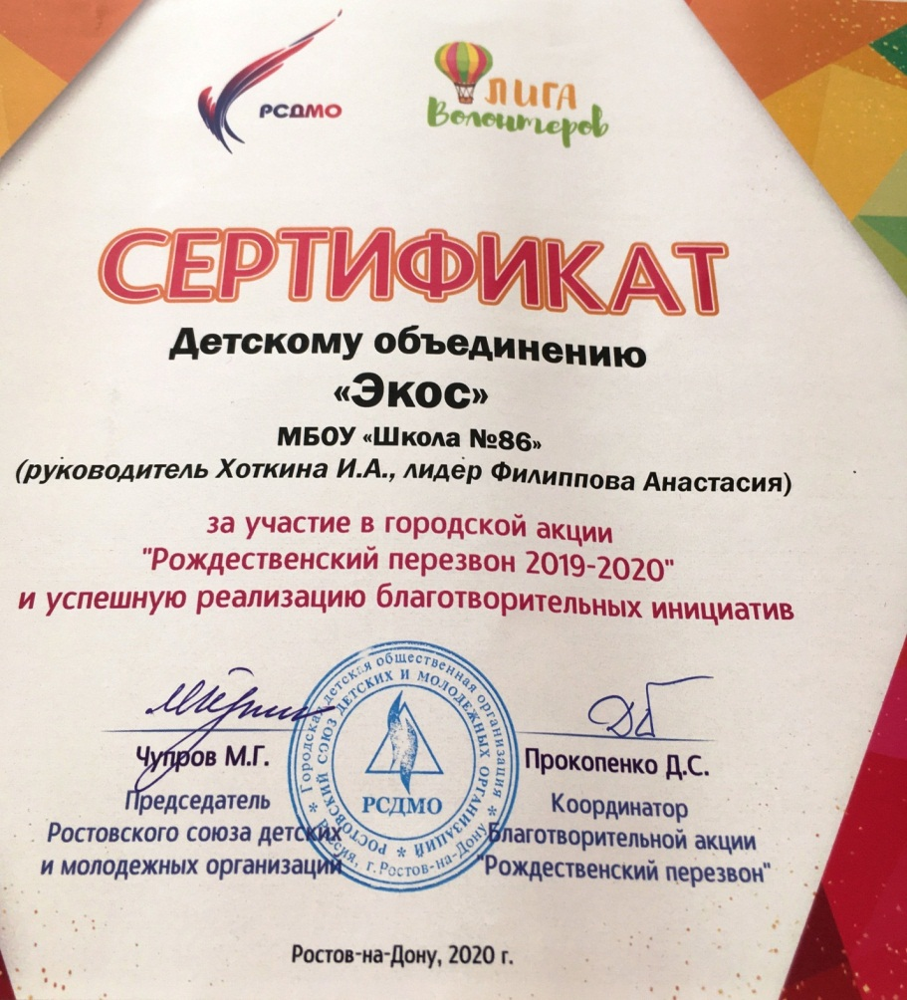 РСДМО
ЛИГА
Волонтеров
СЕРТИФИКАТ
Детскому объединению
«Экос»
МБОУ «Школа №86»
(руководитель Хоткина И.А., лидер Филиппова Анастасия)
за участие в городской акции
"Рождественский перезвон 2019-2020"
и успешную реализацию благотворительных инициатив
Чупров М.Г.
Председатель
Ростовского союза детских
и молодежных организаций
Городская детская общественная организация
РОСТОВСКИЙ СОЮЗ ДЕТСКИХ И МОЛОДЕЖНЫХ ОРГАНИЗАЦИЙ
г. Ростов-на-Дону
РСДМО
Прокопенко Д.С.
Координатор
Благотворительной акции
"Рождественский перезвон"
Ростов-на-Дону, 2020 г.